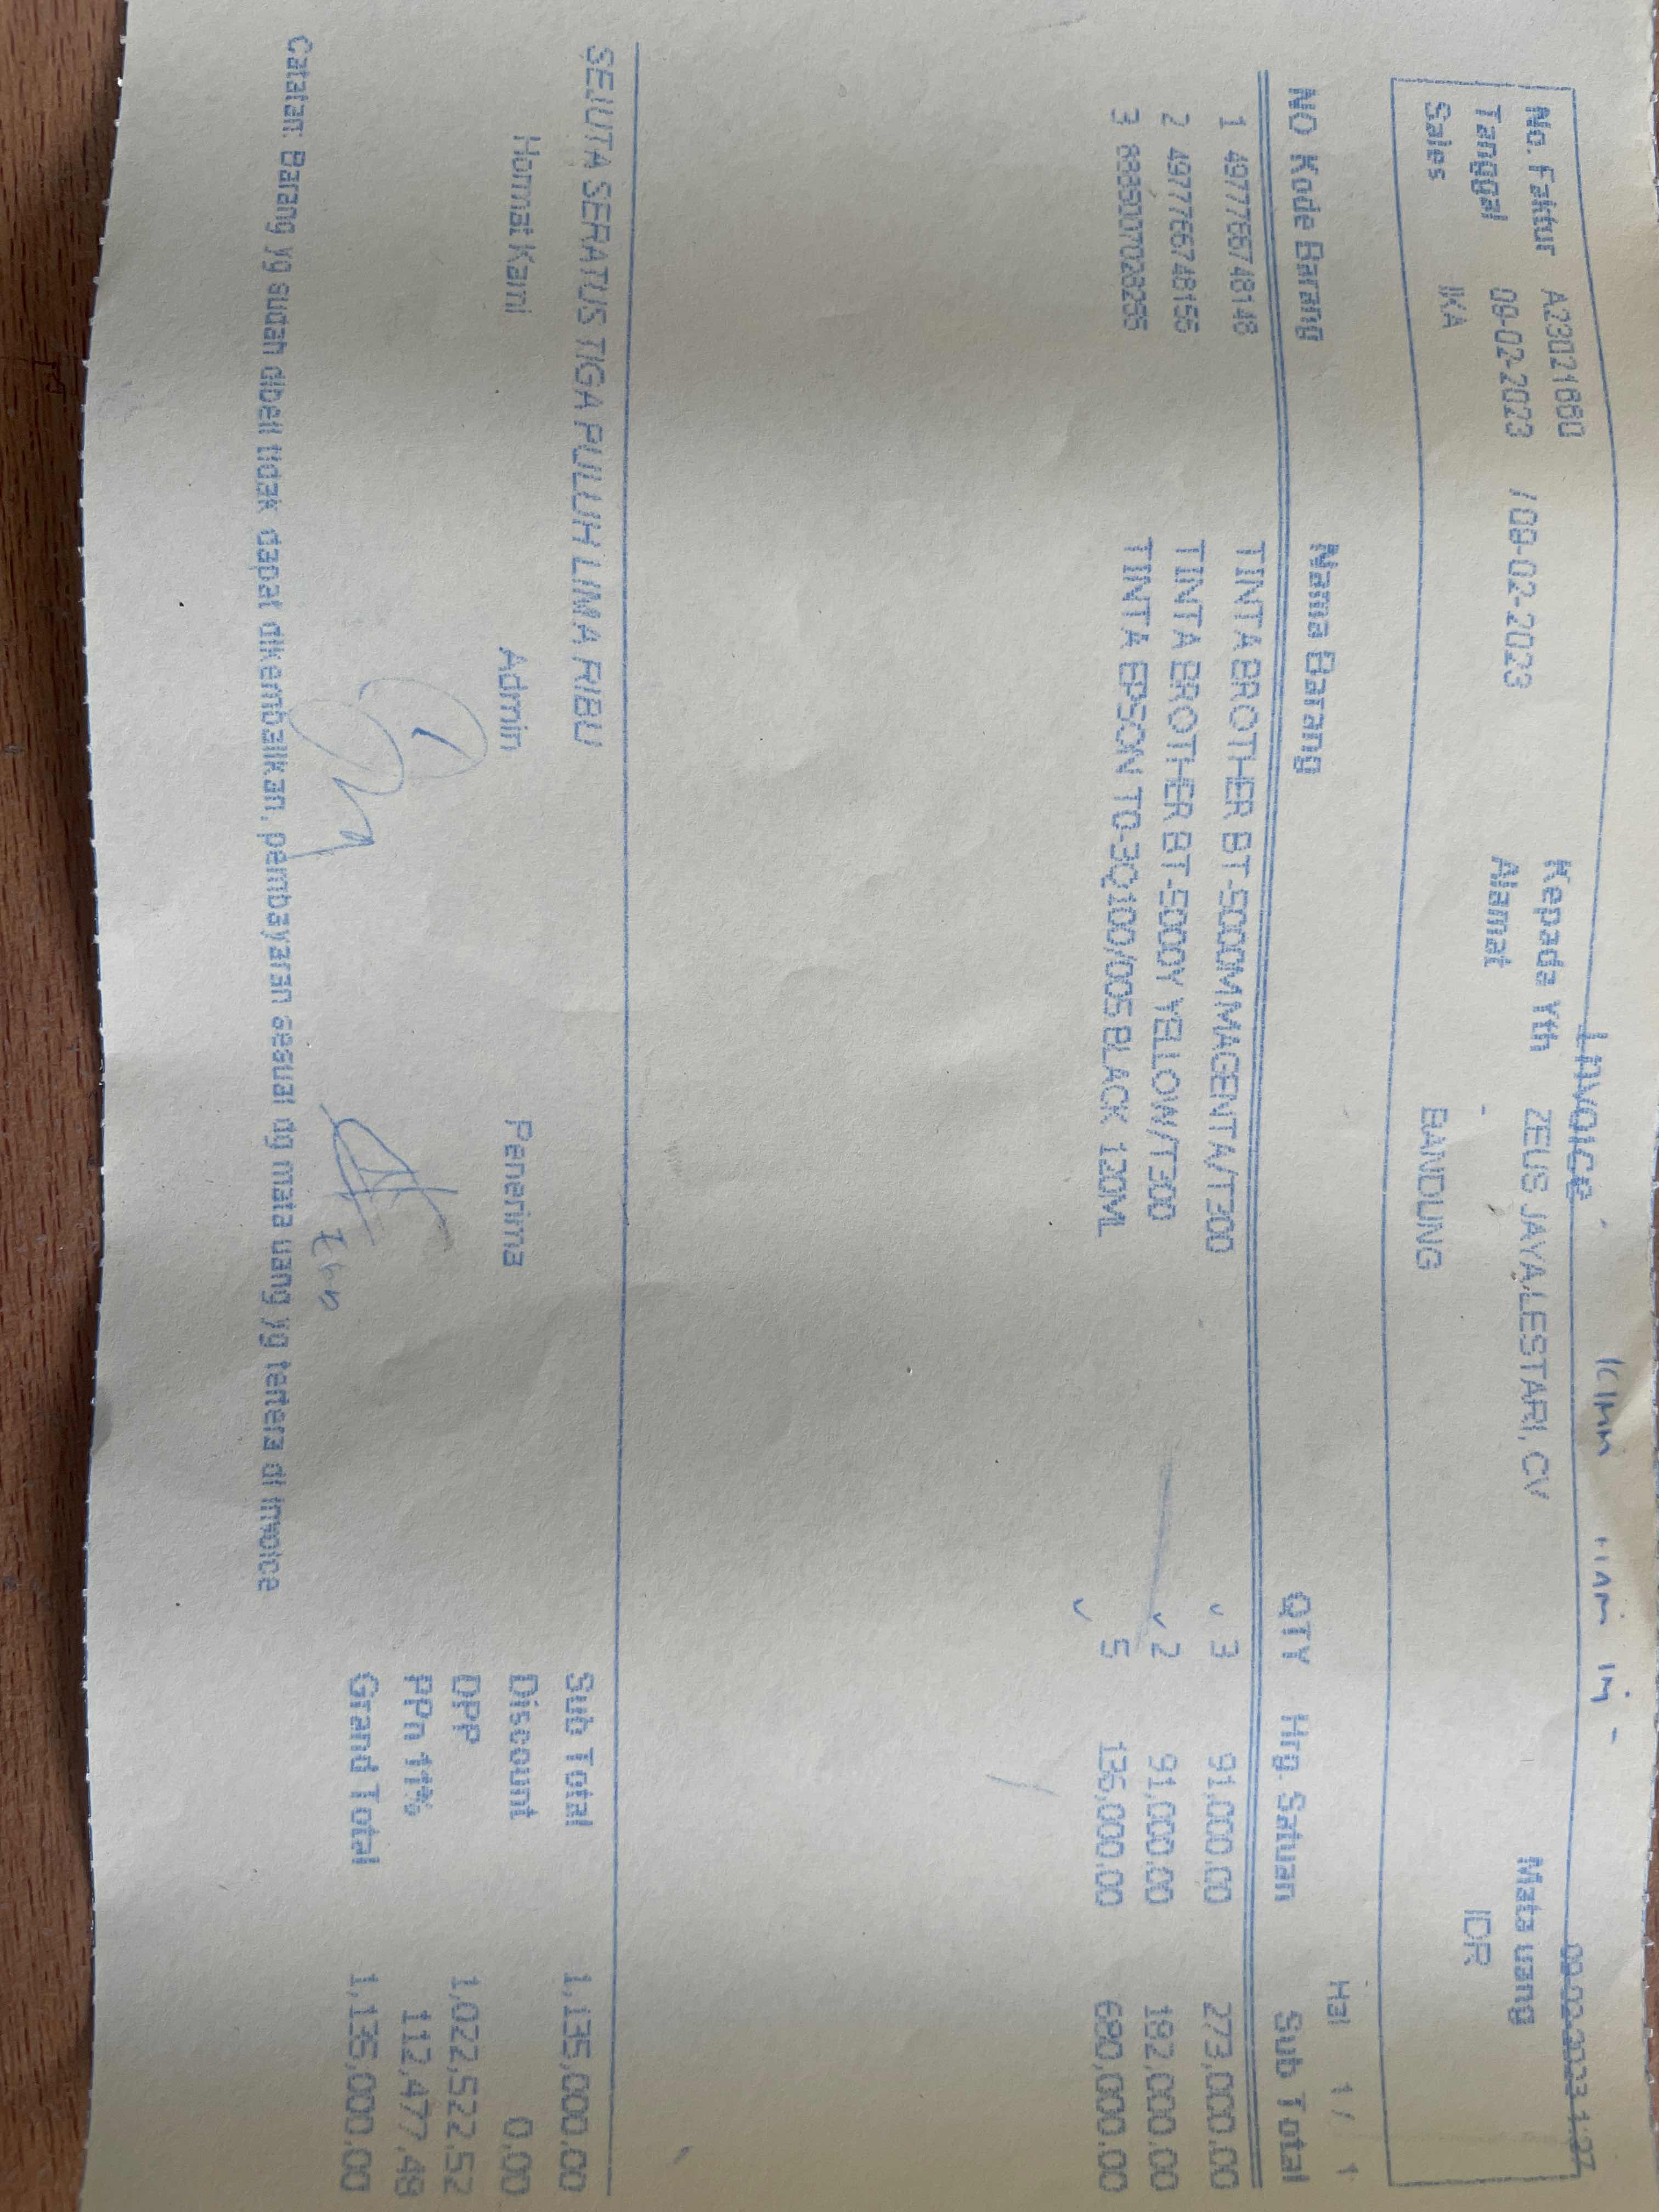 Invoice
09-02-2023 1:27
No. Faktur A23021660 Kepada Yth ZEUS JAYA LESTARI, CV Mata uang
Tanggal 09-02-2023 / 09-02-2023 Alamat - IDR
Sales IKA BANDUNG
Hal 1 / 1
NO Kode Barang Nama Barang QTY Hrg. Satuan Sub Total
1 4977766748148 TINTA BROTHER BT-5000M MAGENTA/T300 3 91,000.00 273,000.00
2 4977766748155 TINTA BROTHER BT-5000Y YELLOW/T300 2 91,000.00 182,000.00
3 8885007028255 TINTA EPSON T0-3Q100/005 BLACK 120ML 5 136,000.00 680,000.00
SEJUTA SERATUS TIGA PULUH LIMA RIBU Sub Total 1,135,000.00
Hormat Kami Admin Penerima Discount 0.00
DPP 1,022,522.52
PPn 11% 112,477.48
Grand Total 1,135,000.00
Catatan: Barang yg sudah dibeli tidak dapat dikembalikan, pembayaran sesuai dg mata uang yg tertera di invoice